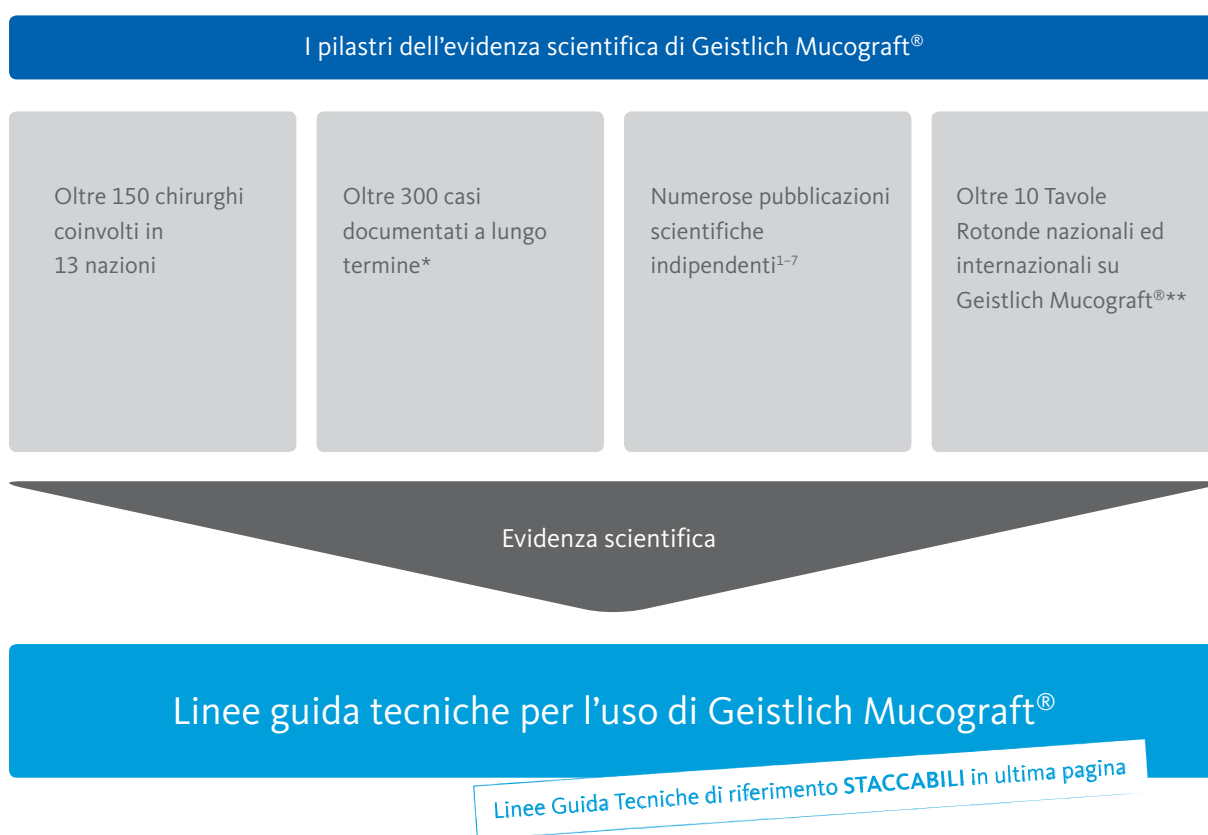 I pilastri dell'evidenza scientifica di Geistlich Mucograft®
Oltre 150 chirurghi
coinvolti in
13 nazioni
Oltre 300 casi
documentati a lungo
termine*
Numerose pubblicazioni
scientifiche
indipendenti¹⁻⁷
Oltre 10 Tavole
Rotonde nazionali ed
internazionali su
Geistlich Mucograft®**
Evidenza scientifica
Linee guida tecniche per l'uso di Geistlich Mucograft®
Linee Guida Tecniche di riferimento STACCABILI in ultima pagina